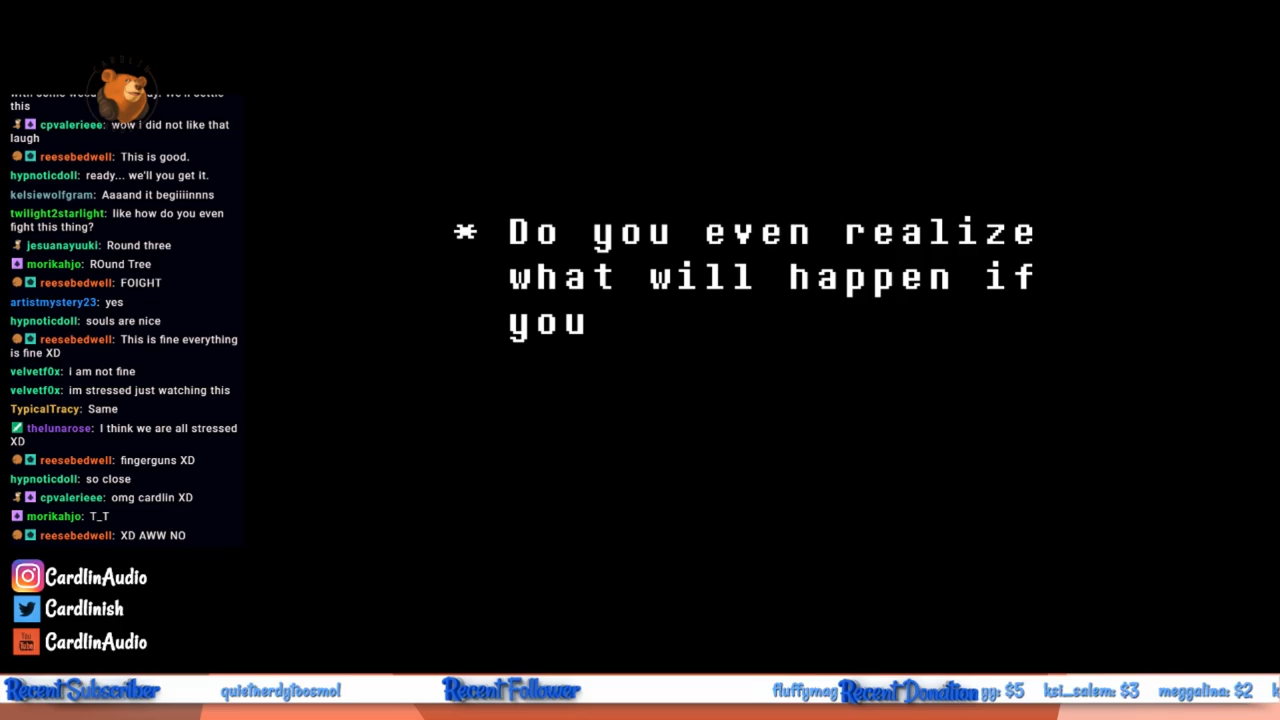 CARDLIN
this
cpvalerieee: wow i did not like that
laugh
reesebedwell: This is good.
hypnoticdoll: ready... we'll you get it.
kelsiewolfgram: Aaaand it begiiiinnns
twilight2starlight: like how do you even
fight this thing?
jesuanayuuki: Round three
morikahjo: ROund Tree
reesebedwell: FOIGHT
artistmystery23: yes
hypnoticdoll: souls are nice
reesebedwell: This is fine everything
is fine XD
velvetf0x: i am not fine
velvetf0x: im stressed just watching this
TypicalTracy: Same
thelunarose: I think we are all stressed
XD
reesebedwell: fingerguns XD
hypnoticdoll: so close
cpvalerieee: omg cardlin XD
morikahjo: T_T
reesebedwell: XD AWW NO
* Do you even realize
what will happen if
you
CardlinAudio
Cardlinish
You Tube CardlinAudio
Recent Subscriber quietnerdytoosmol Recent Follower fluffymag Recent Donation yy: $5 ksi_salem: $3 meggalina: $2